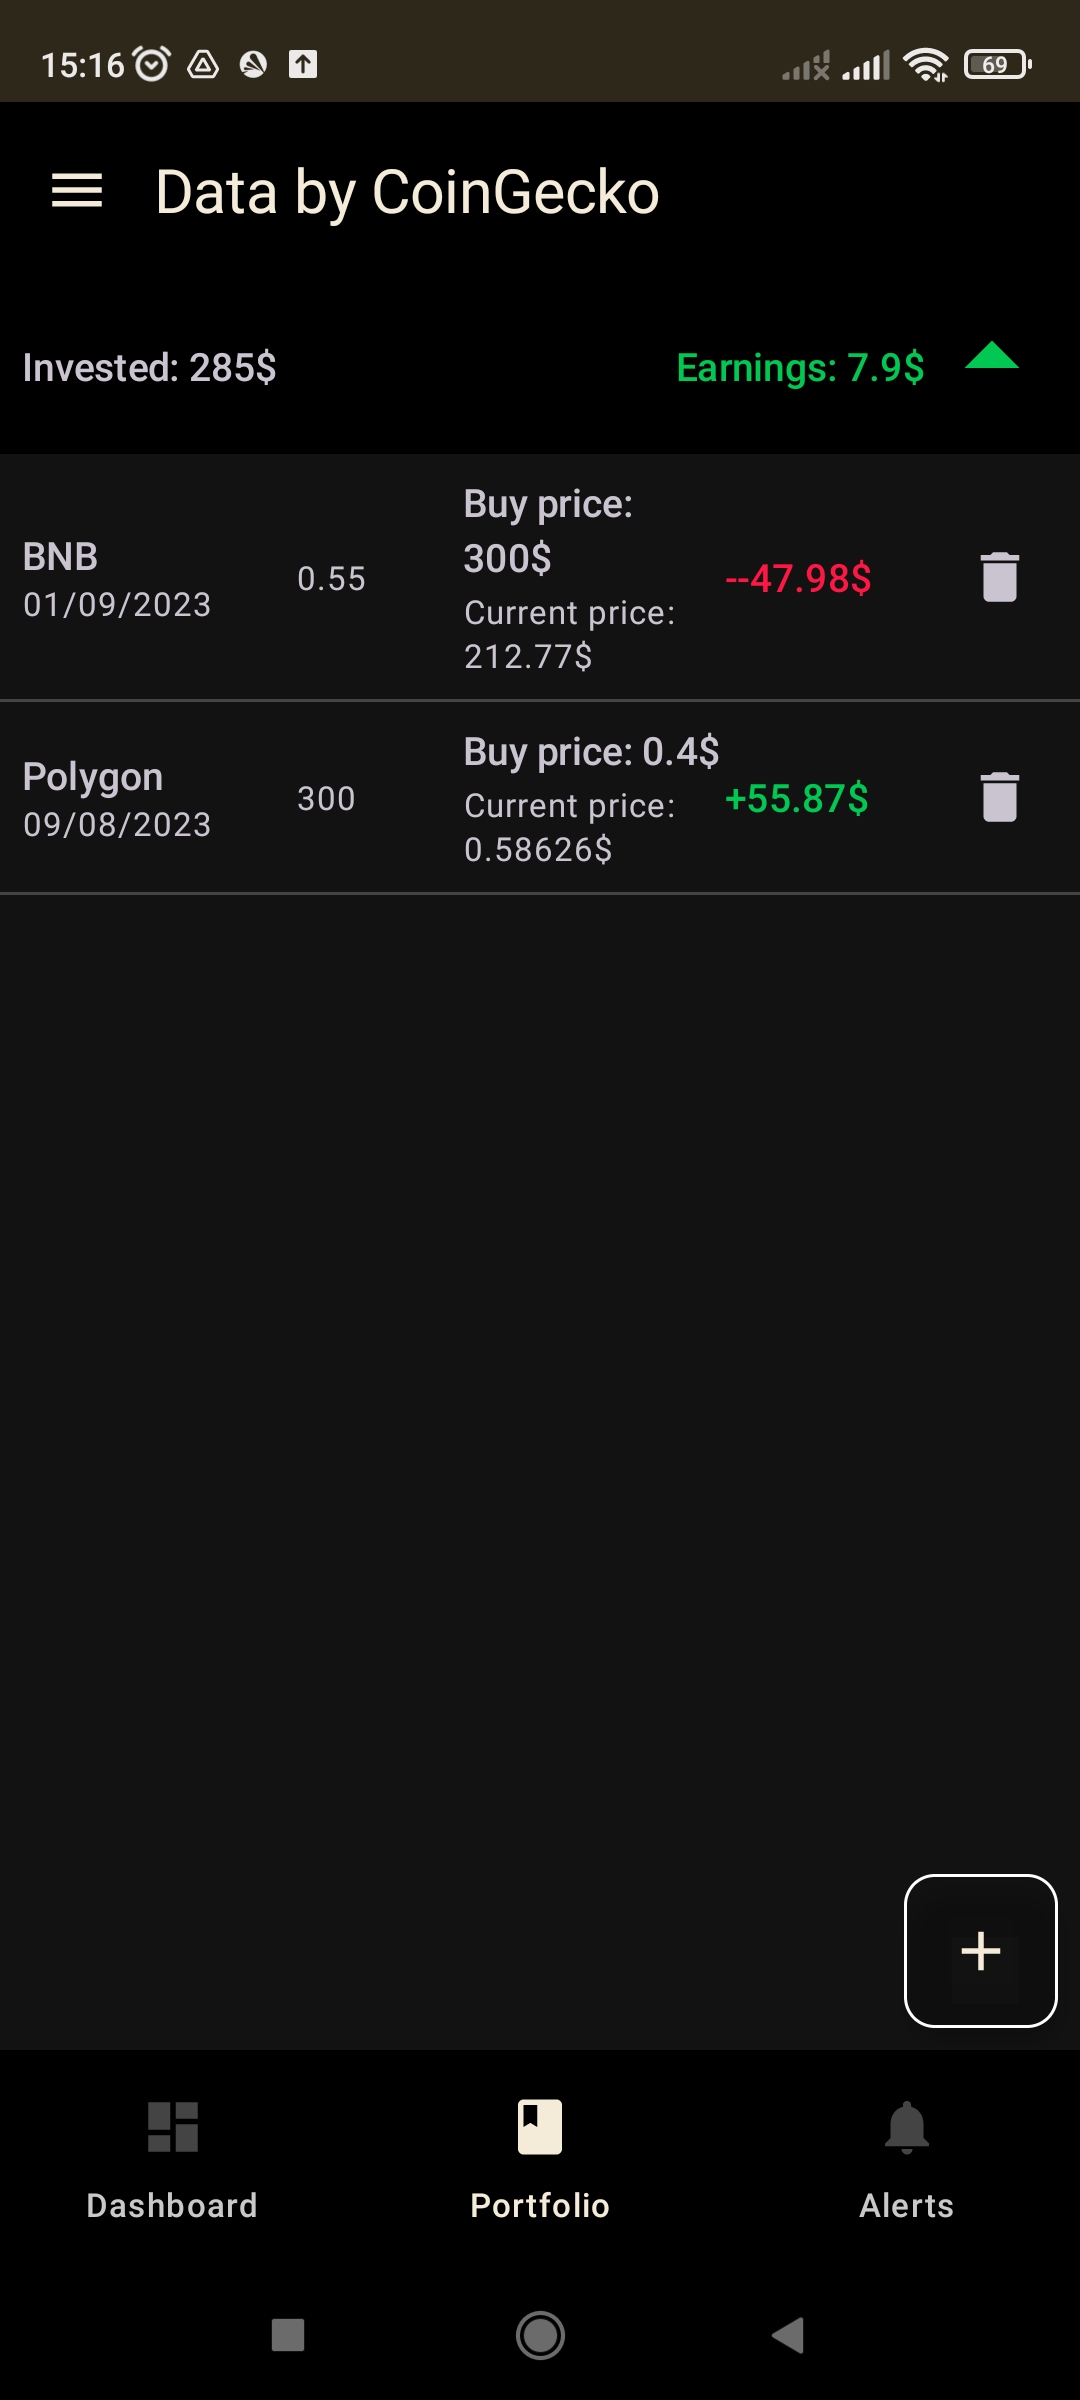 15:16
69
Data by CoinGecko
Invested: 285$
Earnings: 7.9$
BNB
01/09/2023
0.55
Buy price:
300$
Current price:
212.77$
--47.98$
Polygon
09/08/2023
300
Buy price: 0.4$
Current price:
0.58626$
+55.87$
Dashboard
Portfolio
Alerts